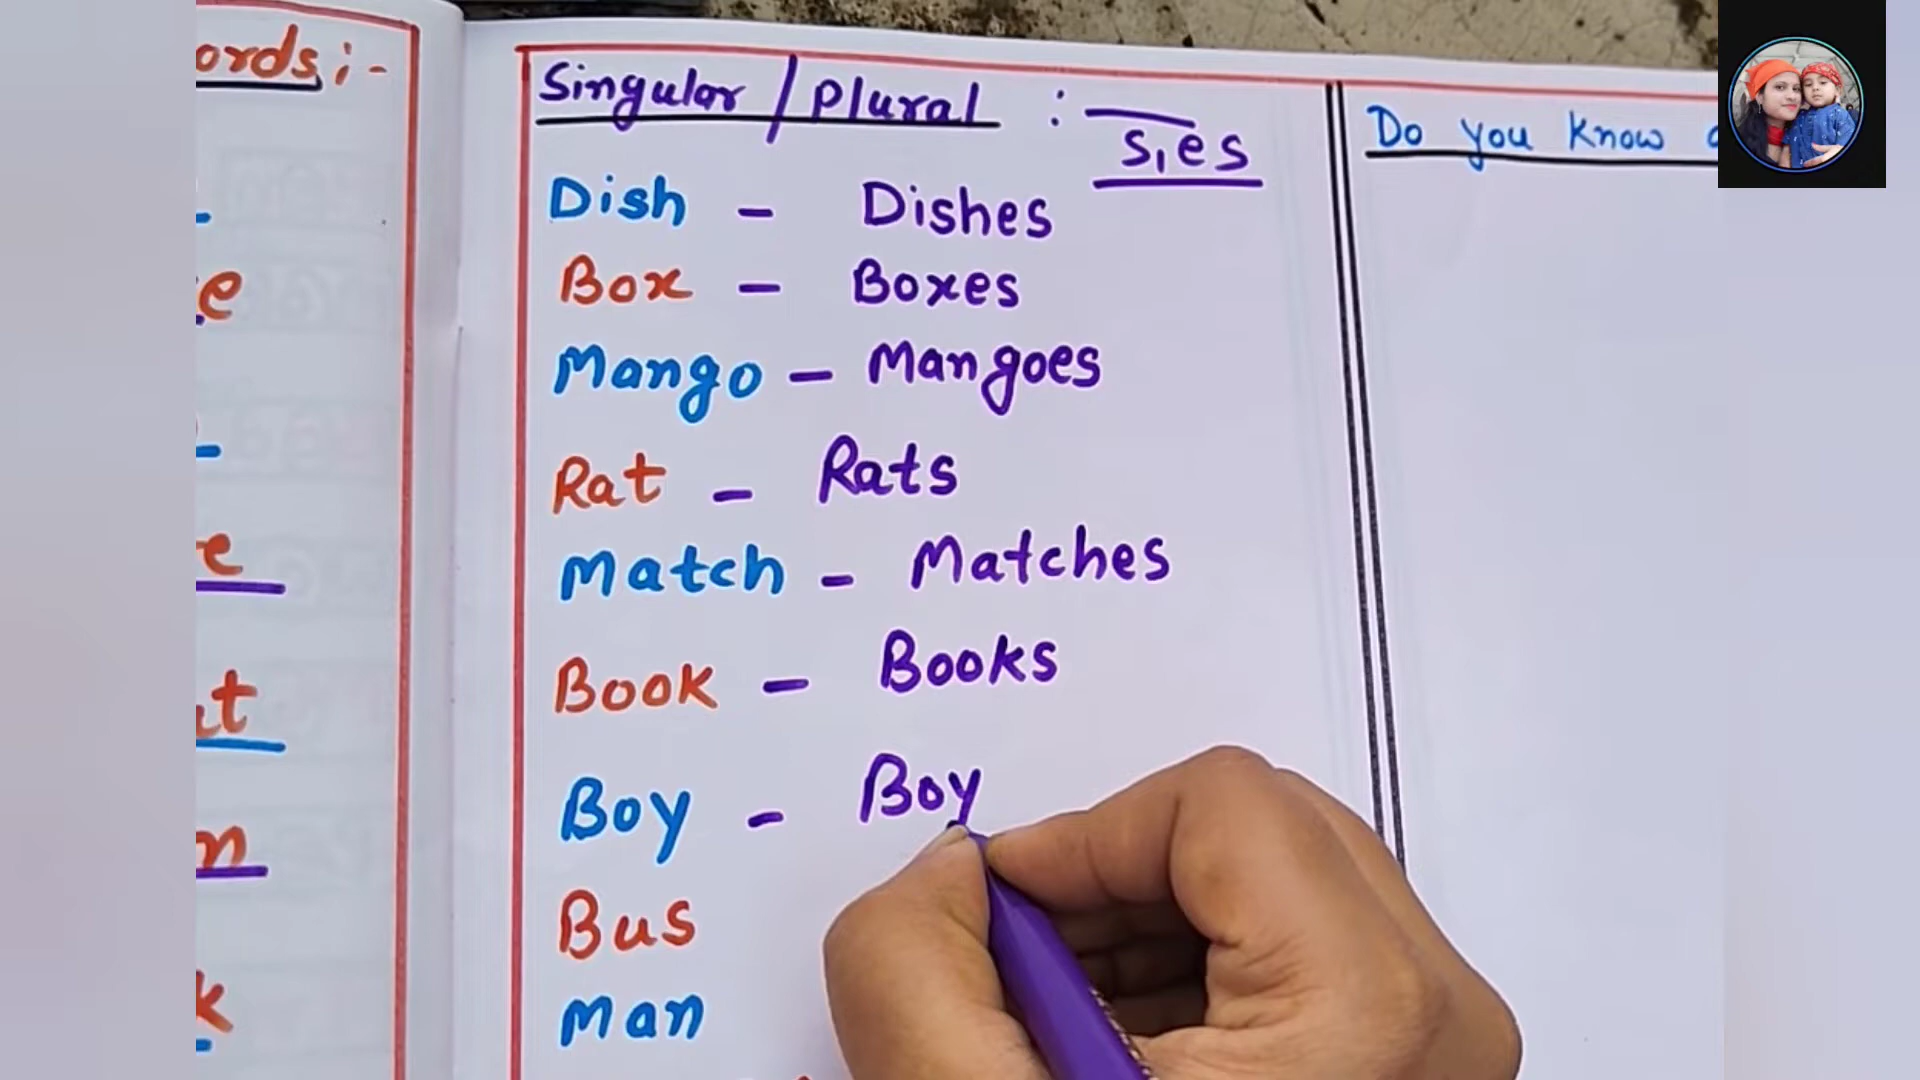 ords :-
Singular / Plural : s, es
Dish - Dishes
Box - Boxes
Mango - Mangoes
Rat - Rats
Match - Matches
Book - Books
Boy - Boy
Bus
Man
Do you know